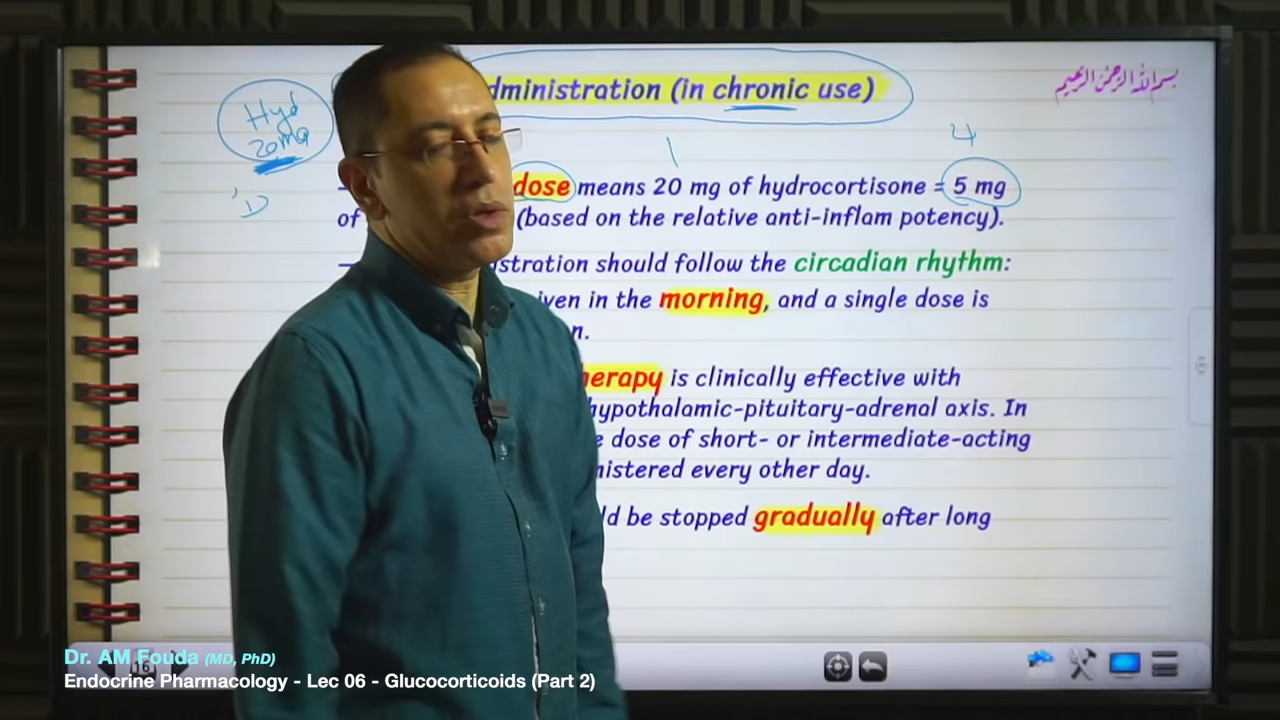 بسم الله الرحمن الرحيم
dministration (in chronic use)
Hyd
20mg
1
4
dose means 20 mg of hydrocortisone = 5 mg
of (based on the relative anti-inflam potency).
istration should follow the circadian rhythm:
iven in the morning, and a single dose is
n.
herapy is clinically effective with
hypothalamic-pituitary-adrenal axis. In
e dose of short- or intermediate-acting
nistered every other day.
ld be stopped gradually after long
16
Dr. AM Fouda (MD, PhD)
Endocrine Pharmacology - Lec 06 - Glucocorticoids (Part 2)